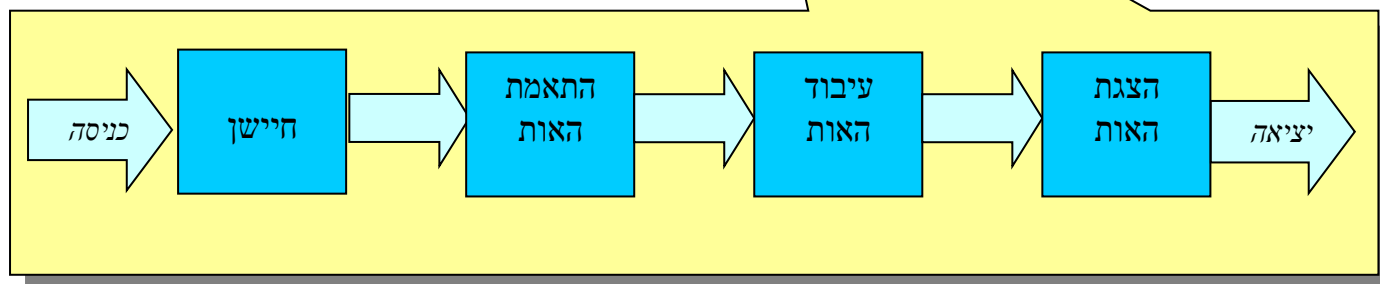 כניסה
חיישן
התאמת
האות
עיבוד
האות
הצגת
האות
יציאה